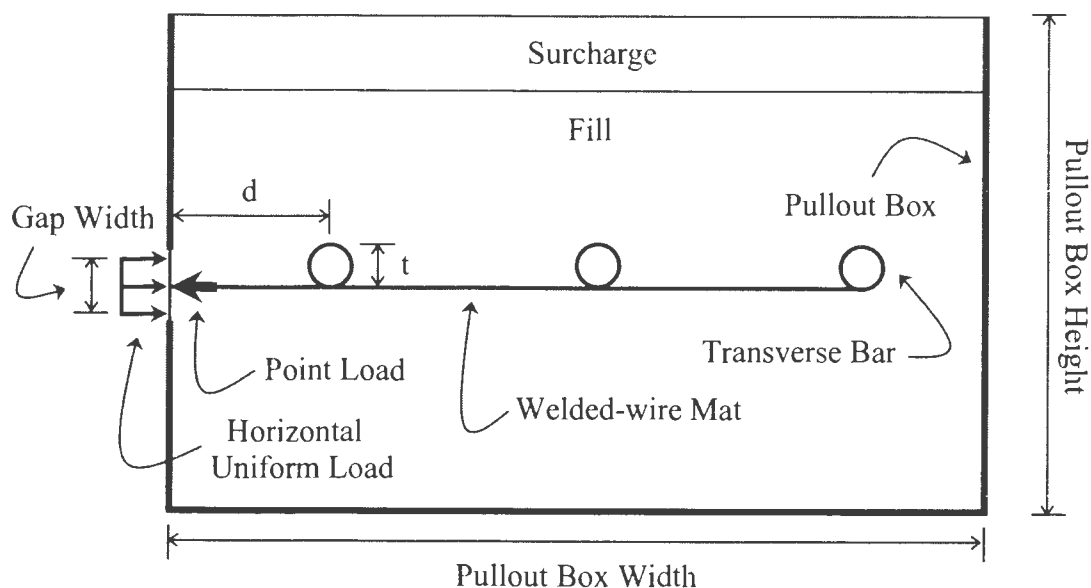 Surcharge
Fill
d
Gap Width
Pullout Box
t
Transverse Bar
Point Load
Welded-wire Mat
Horizontal
Uniform Load
Pullout Box Height
Pullout Box Width